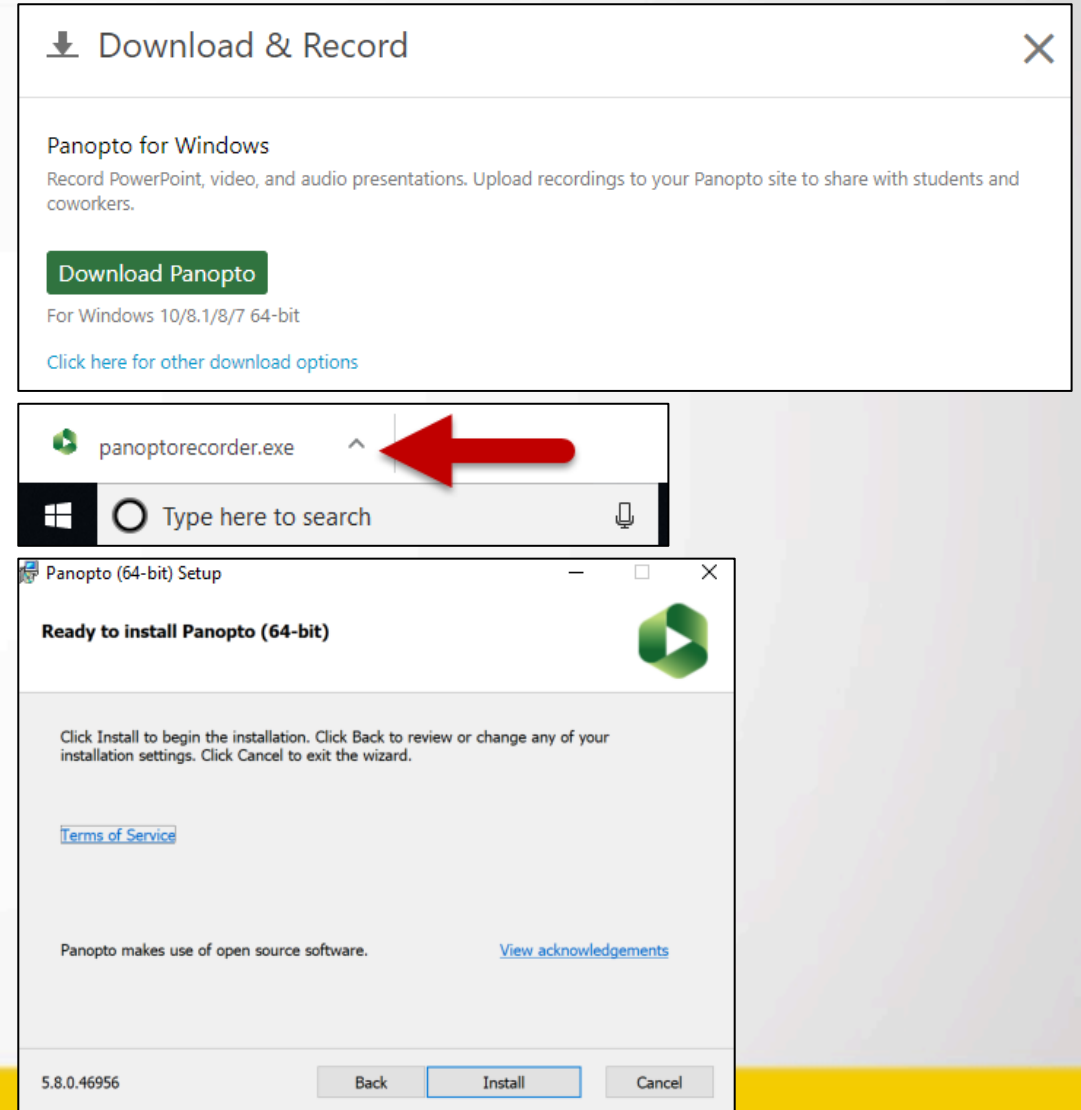 Download & Record
Panopto for Windows
Record PowerPoint, video, and audio presentations. Upload recordings to your Panopto site to share with students and
coworkers.
Download Panopto
For Windows 10/8.1/8/7 64-bit
Click here for other download options
panoptorecorder.exe
Type here to search
Panopto (64-bit) Setup
Ready to install Panopto (64-bit)
Click Install to begin the installation. Click Back to review or change any of your
installation settings. Click Cancel to exit the wizard.
Terms of Service
Panopto makes use of open source software. View acknowledgements
5.8.0.46956 Back Install Cancel